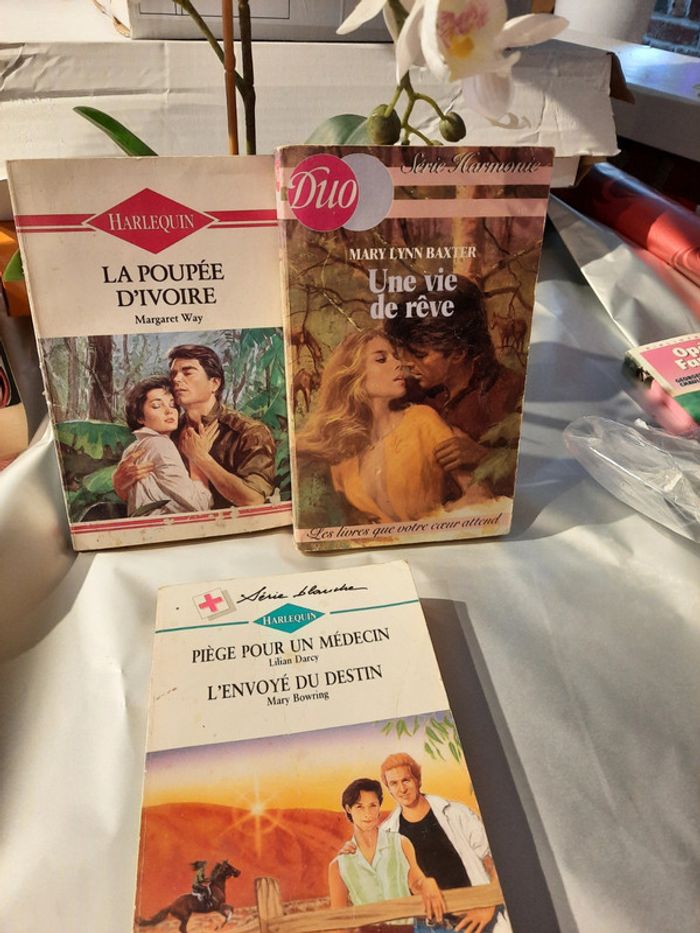 HARLEQUIN
LA POUPÉE
D'IVOIRE
Margaret Way
Duo
Série Harmonie
MARY LYNN BAXTER
Une vie
de rêve
Les livres que votre cœur attend
Série blanche
HARLEQUIN
PIÈGE POUR UN MÉDECIN
Lilian Darcy
L'ENVOYÉ DU DESTIN
Mary Bowring